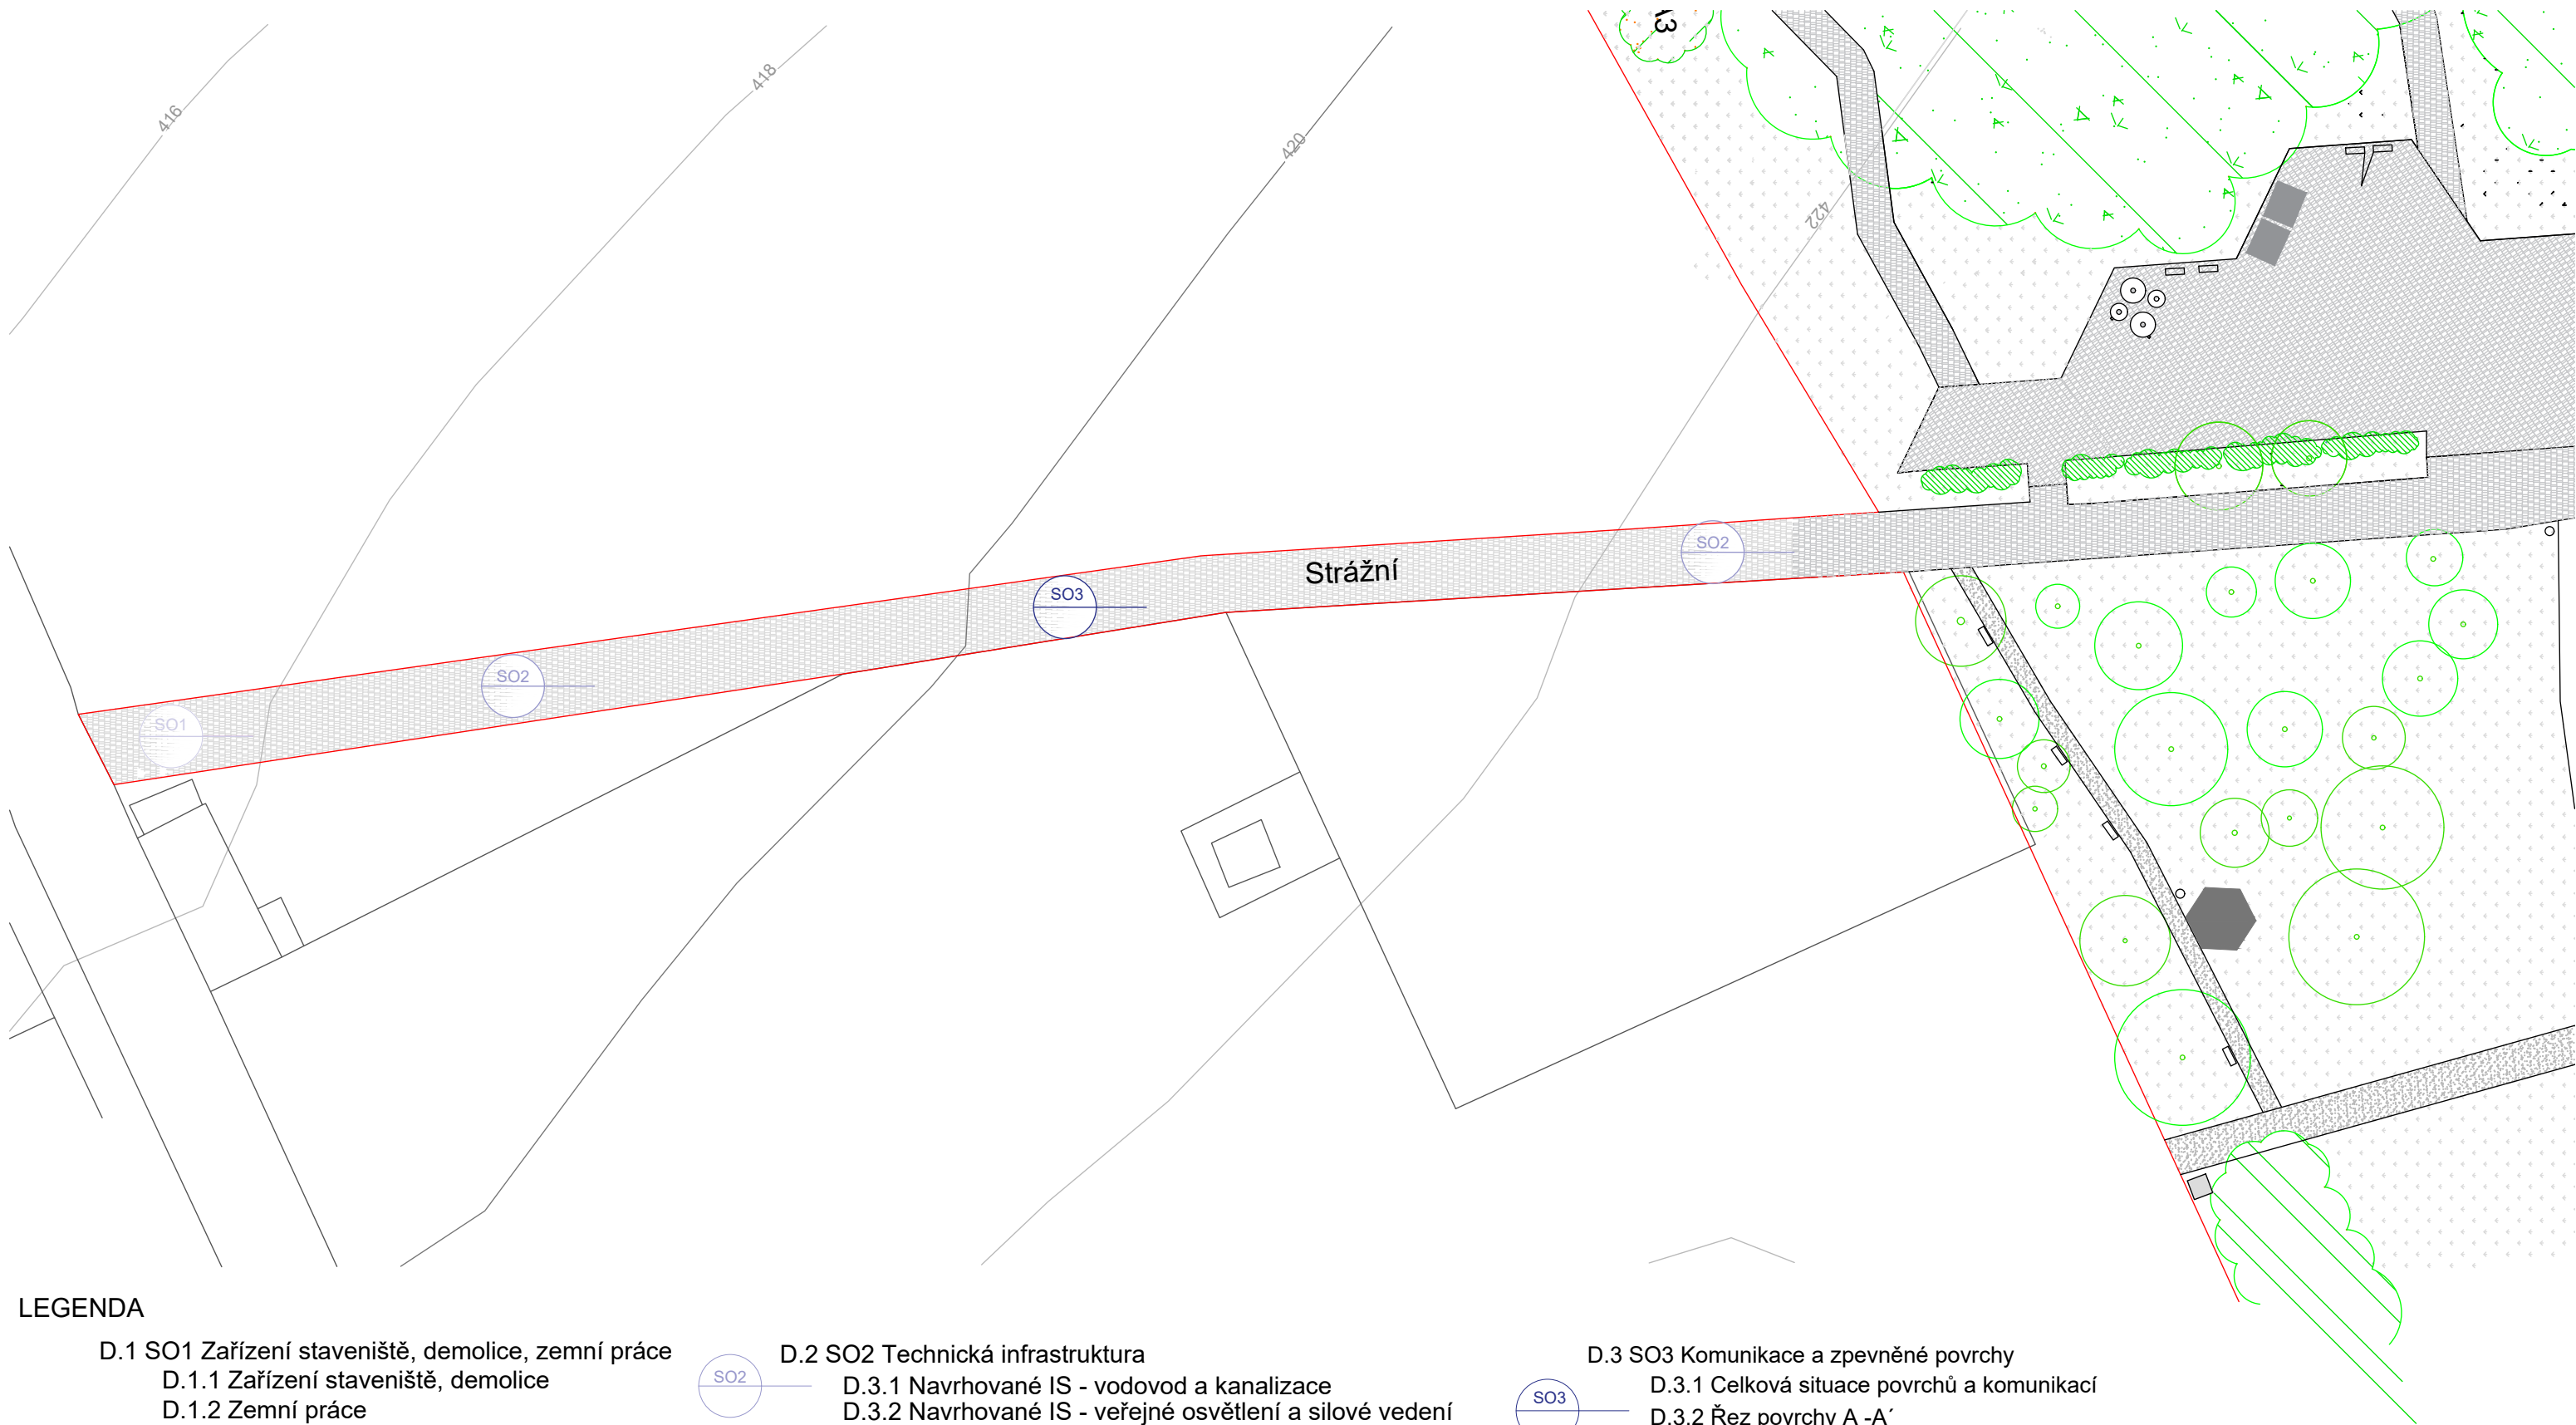 A3
416
418
420
422
Strážní
SO2
SO3
SO2
SO1
LEGENDA
D.1 SO1 Zařízení staveniště, demolice, zemní práce
D.1.1 Zařízení staveniště, demolice
D.1.2 Zemní práce
SO2
D.2 SO2 Technická infrastruktura
D.3.1 Navrhované IS - vodovod a kanalizace
D.3.2 Navrhované IS - veřejné osvětlení a silové vedení
SO3
D.3 SO3 Komunikace a zpevněné povrchy
D.3.1 Celková situace povrchů a komunikací
D.3.2 Řez povrchy A -A´